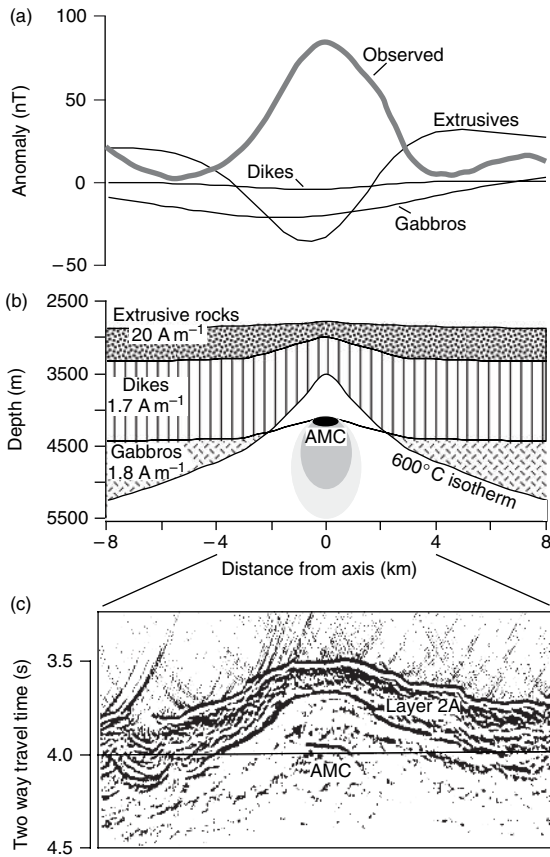 (a)
100
50
0
−50
Anomaly (nT)
Observed
Extrusives
Dikes
Gabbros
(b)
2500
3500
4500
5500
Depth (m)
Extrusive rocks
20 A m⁻¹
Dikes
1.7 A m⁻¹
Gabbros
1.8 A m⁻¹
AMC
600°C isotherm
−8 −4 0 4 8
Distance from axis (km)
(c)
3.5
4.0
4.5
Two way travel time (s)
Layer 2A
AMC